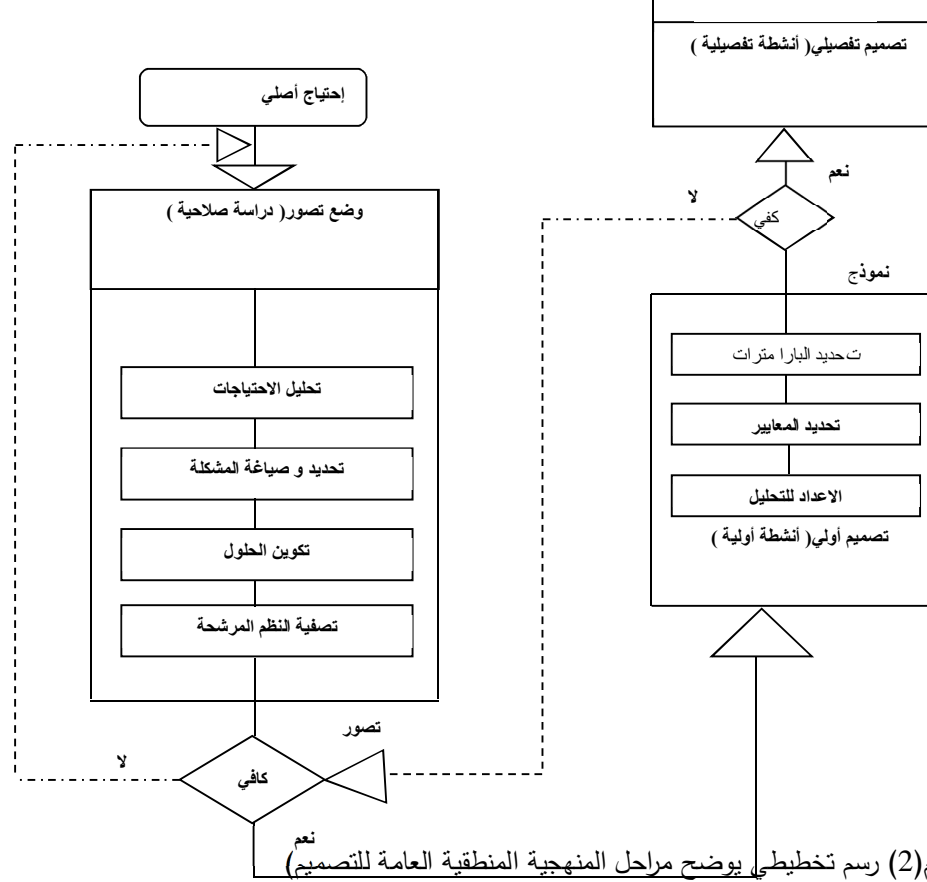 تصميم تفصيلي( أنشطة تفصيلية )
إحتياج أصلي
نعم
لا
كفي
وضع تصور( دراسة صلاحية )
نموذج
تحديد البارا مترات
تحليل الاحتياجات
تحديد المعايير
تحديد و صياغة المشكلة
الاعداد للتحليل
تصميم أولي( أنشطة أولية )
تكوين الحلول
تصفية النظم المرشحة
تصور
لا
كافي
نعم
(2) رسم تخطيطي يوضح مراحل المنهجية المنطقية العامة للتصميم)